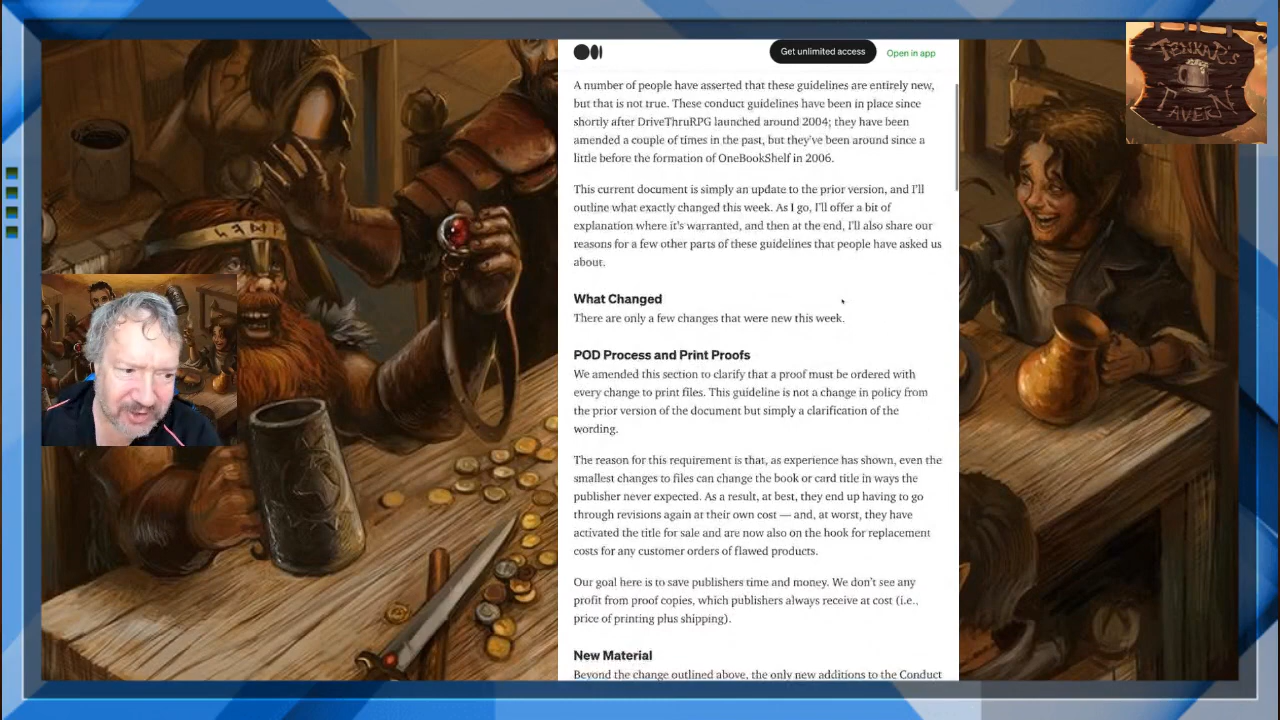 TENKAR'S
TAVERN
Get unlimited access
Open in app
A number of people have asserted that these guidelines are entirely new,
but that is not true. These conduct guidelines have been in place since
shortly after DriveThruRPG launched around 2004; they have been
amended a couple of times in the past, but they've been around since a
little before the formation of OneBookShelf in 2006.
This current document is simply an update to the prior version, and I'll
outline what exactly changed this week. As I go, I'll offer a bit of
explanation where it's warranted, and then at the end, I'll also share our
reasons for a few other parts of these guidelines that people have asked us
about.
What Changed
There are only a few changes that were new this week.
POD Process and Print Proofs
We amended this section to clarify that a proof must be ordered with
every change to print files. This guideline is not a change in policy from
the prior version of the document but simply a clarification of the
wording.
The reason for this requirement is that, as experience has shown, even the
smallest changes to files can change the book or card title in ways the
publisher never expected. As a result, at best, they end up having to go
through revisions again at their own cost — and, at worst, they have
activated the title for sale and are now also on the hook for replacement
costs for any customer orders of flawed products.
Our goal here is to save publishers time and money. We don't see any
profit from proof copies, which publishers always receive at cost (i.e.,
price of printing plus shipping).
New Material
Beyond the change outlined above, the only new additions to the Conduct